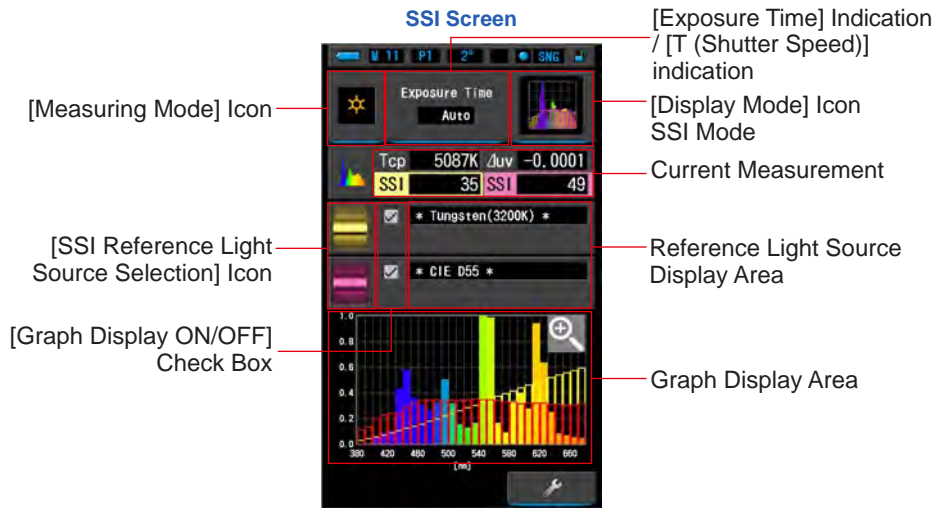 SSI Screen
[Exposure Time] Indication
/ [T (Shutter Speed)]
indication
M 11 P1 2° SNG
[Measuring Mode] Icon
Exposure Time
Auto
[Display Mode] Icon
SSI Mode
Tcp 5087K ⊿uv -0.0001
SSI 35 SSI 49
Current Measurement
[SSI Reference Light
Source Selection] Icon
* Tungsten(3200K) *
* CIE D55 *
Reference Light Source
Display Area
[Graph Display ON/OFF]
Check Box
1.0
0.8
0.6
0.4
0.2
0.0
380 420 460 500 540 580 620 660
[nm]
Graph Display Area